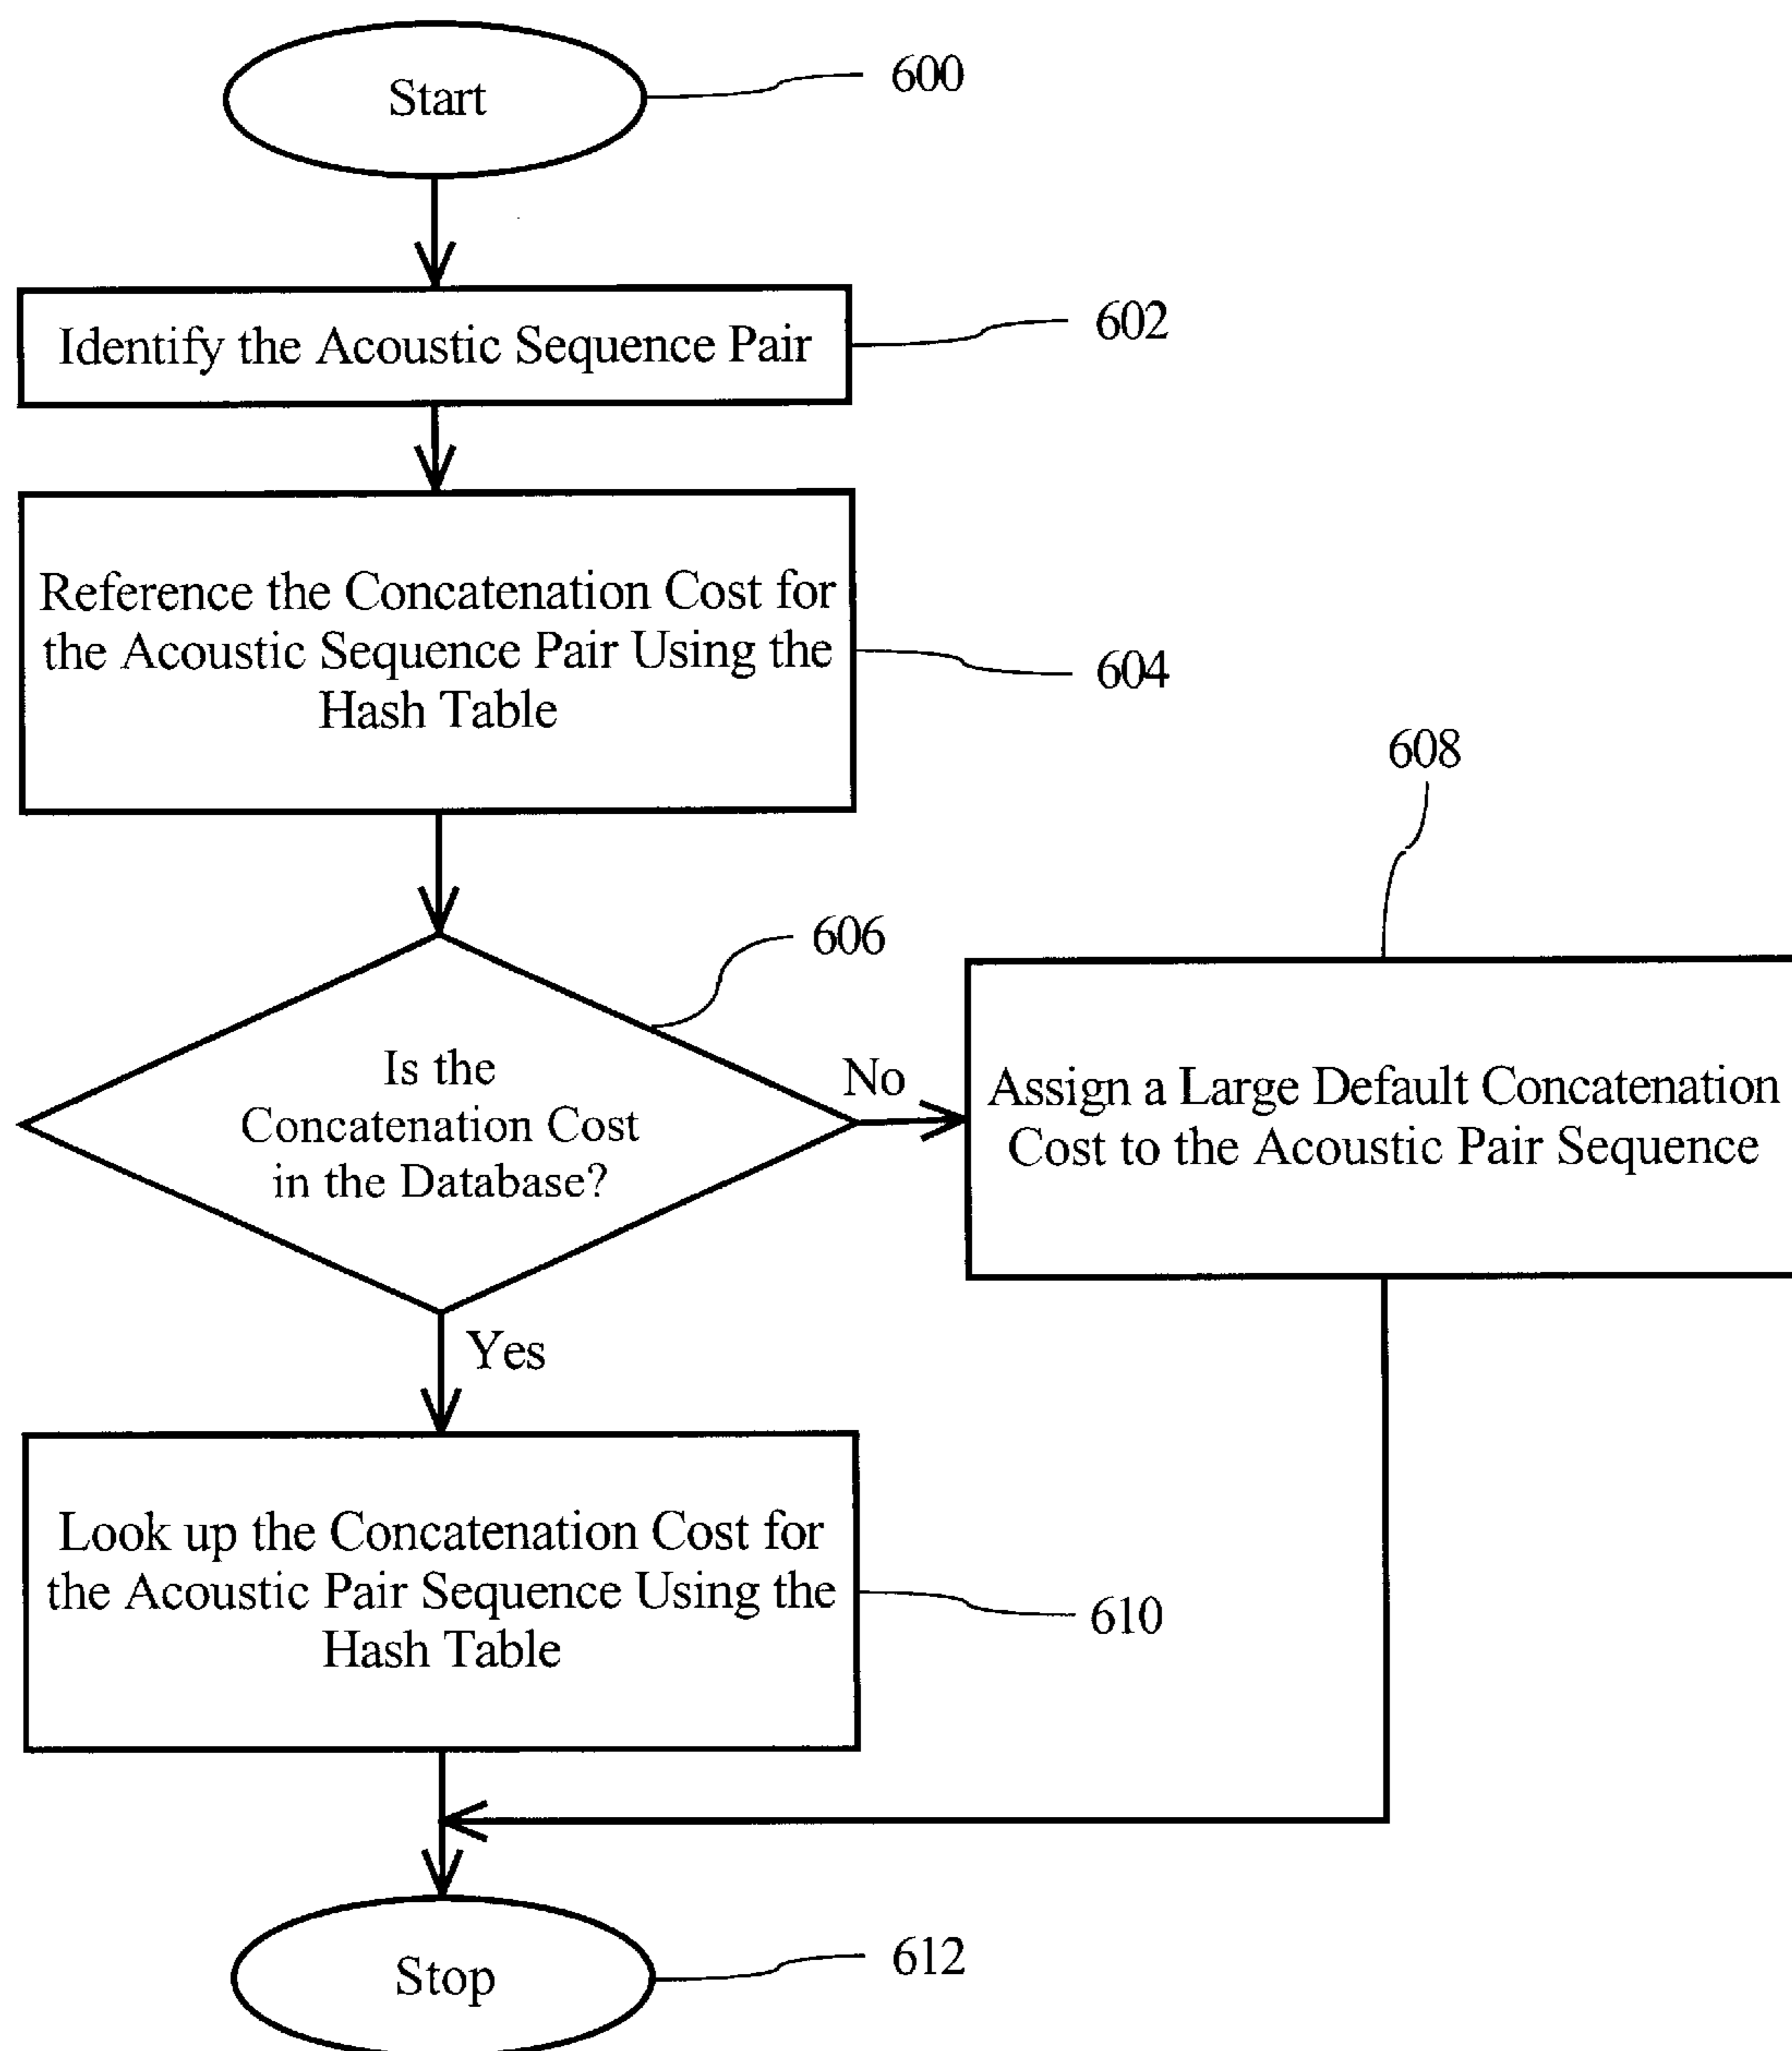 Start
600
Identify the Acoustic Sequence Pair
602
Reference the Concatenation Cost for
the Acoustic Sequence Pair Using the
Hash Table
604
608
606
Is the
Concatenation Cost
in the Database?
No
Assign a Large Default Concatenation
Cost to the Acoustic Pair Sequence
Yes
Look up the Concatenation Cost for
the Acoustic Pair Sequence Using the
Hash Table
610
Stop
612